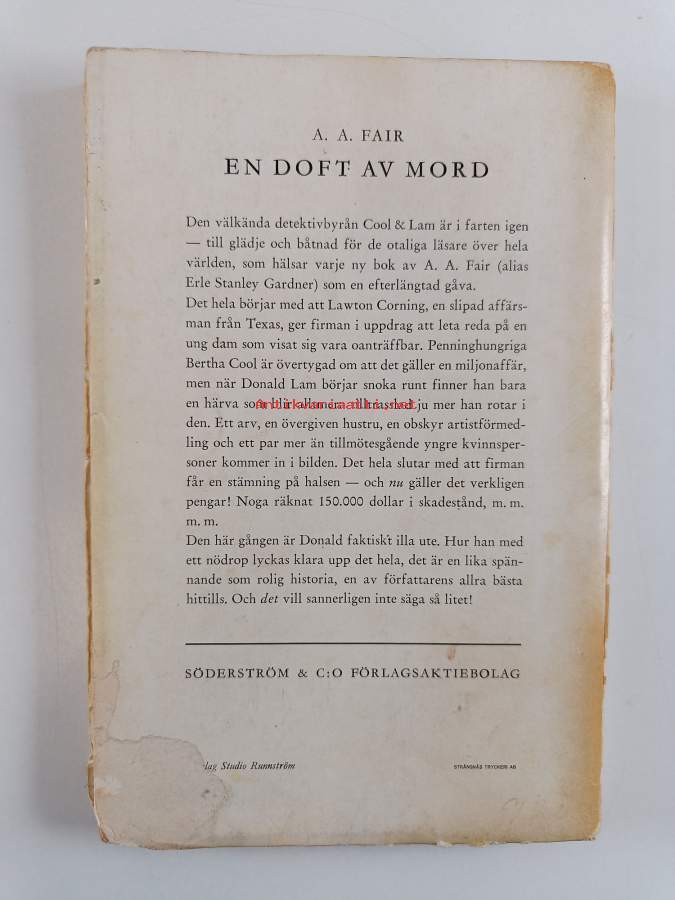 A. A. FAIR
EN DOFT AV MORD
Den välkända detektivbyrån Cool & Lam är i farten igen
— till glädje och båtnad för de otaliga läsare över hela
världen, som hälsar varje ny bok av A. A. Fair (alias
Erle Stanley Gardner) som en efterlängtad gåva.
Det hela börjar med att Lawton Corning, en slipad affärs-
man från Texas, ger firman i uppdrag att leta reda på en
ung dam som visat sig vara oanträffbar. Penninghungriga
Bertha Cool är övertygad om att det gäller en miljonaffär,
men när Donald Lam börjar snoka runt finner han bara
en härva som blir allt mer tilltrasslad ju mer han rotar i
den. Ett arv, en övergiven hustru, en obskyr artistförmed-
ling och ett par mer än tillmötesgående yngre kvinnsper-
soner kommer in i bilden. Det hela slutar med att firman
får en stämning på halsen — och nu gäller det verkligen
pengar! Noga räknat 150.000 dollar i skadestånd, m. m.
m. m.
Den här gången är Donald faktiskt illa ute. Hur han med
ett nödrop lyckas klara upp det hela, det är en lika spän-
nande som rolig historia, en av författarens allra bästa
hittills. Och det vill sannerligen inte säga så litet!
SÖDERSTRÖM & C:O FÖRLAGSAKTIEBOLAG
lag Studio Runnström
STRÄNGNÄS TRYCKERI AB